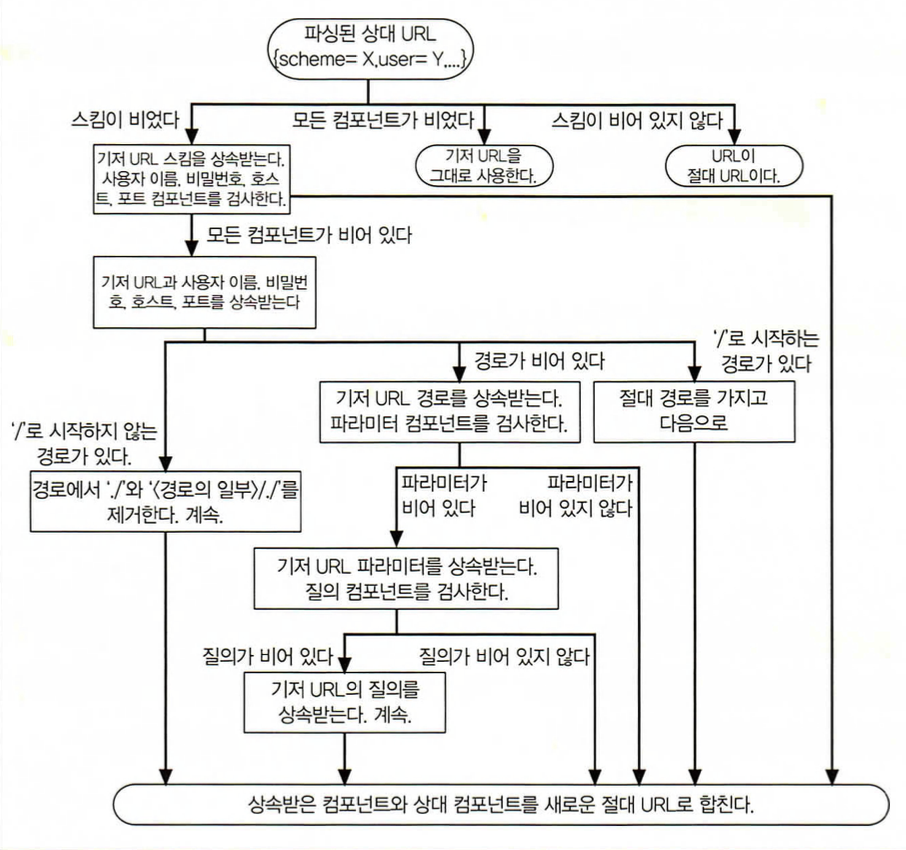 파싱된 상대 URL
{scheme= X,user= Y,...}
스킴이 비었다
모든 컴포넌트가 비었다
스킴이 비어 있지 않다
기저 URL 스킴을 상속받는다.
사용자 이름, 비밀번호, 호스
트, 포트 컴포넌트를 검사한다.
기저 URL을
그대로 사용한다.
URL이
절대 URL이다.
모든 컴포넌트가 비어 있다
기저 URL과 사용자 이름, 비밀번
호, 호스트, 포트를 상속받는다
'/'로 시작하지 않는
경로가 있다.
경로가 비어 있다
'/'로 시작하는
경로가 있다
경로에서 './'와 '〈경로의 일부〉/./'를
제거한다. 계속.
기저 URL 경로를 상속받는다.
파라미터 컴포넌트를 검사한다.
절대 경로를 가지고
다음으로
파라미터가
비어 있다
파라미터가
비어 있지 않다
기저 URL 파라미터를 상속받는다.
질의 컴포넌트를 검사한다.
질의가 비어 있다
질의가 비어 있지 않다
기저 URL의 질의를
상속받는다. 계속.
상속받은 컴포넌트와 상대 컴포넌트를 새로운 절대 URL로 합친다.